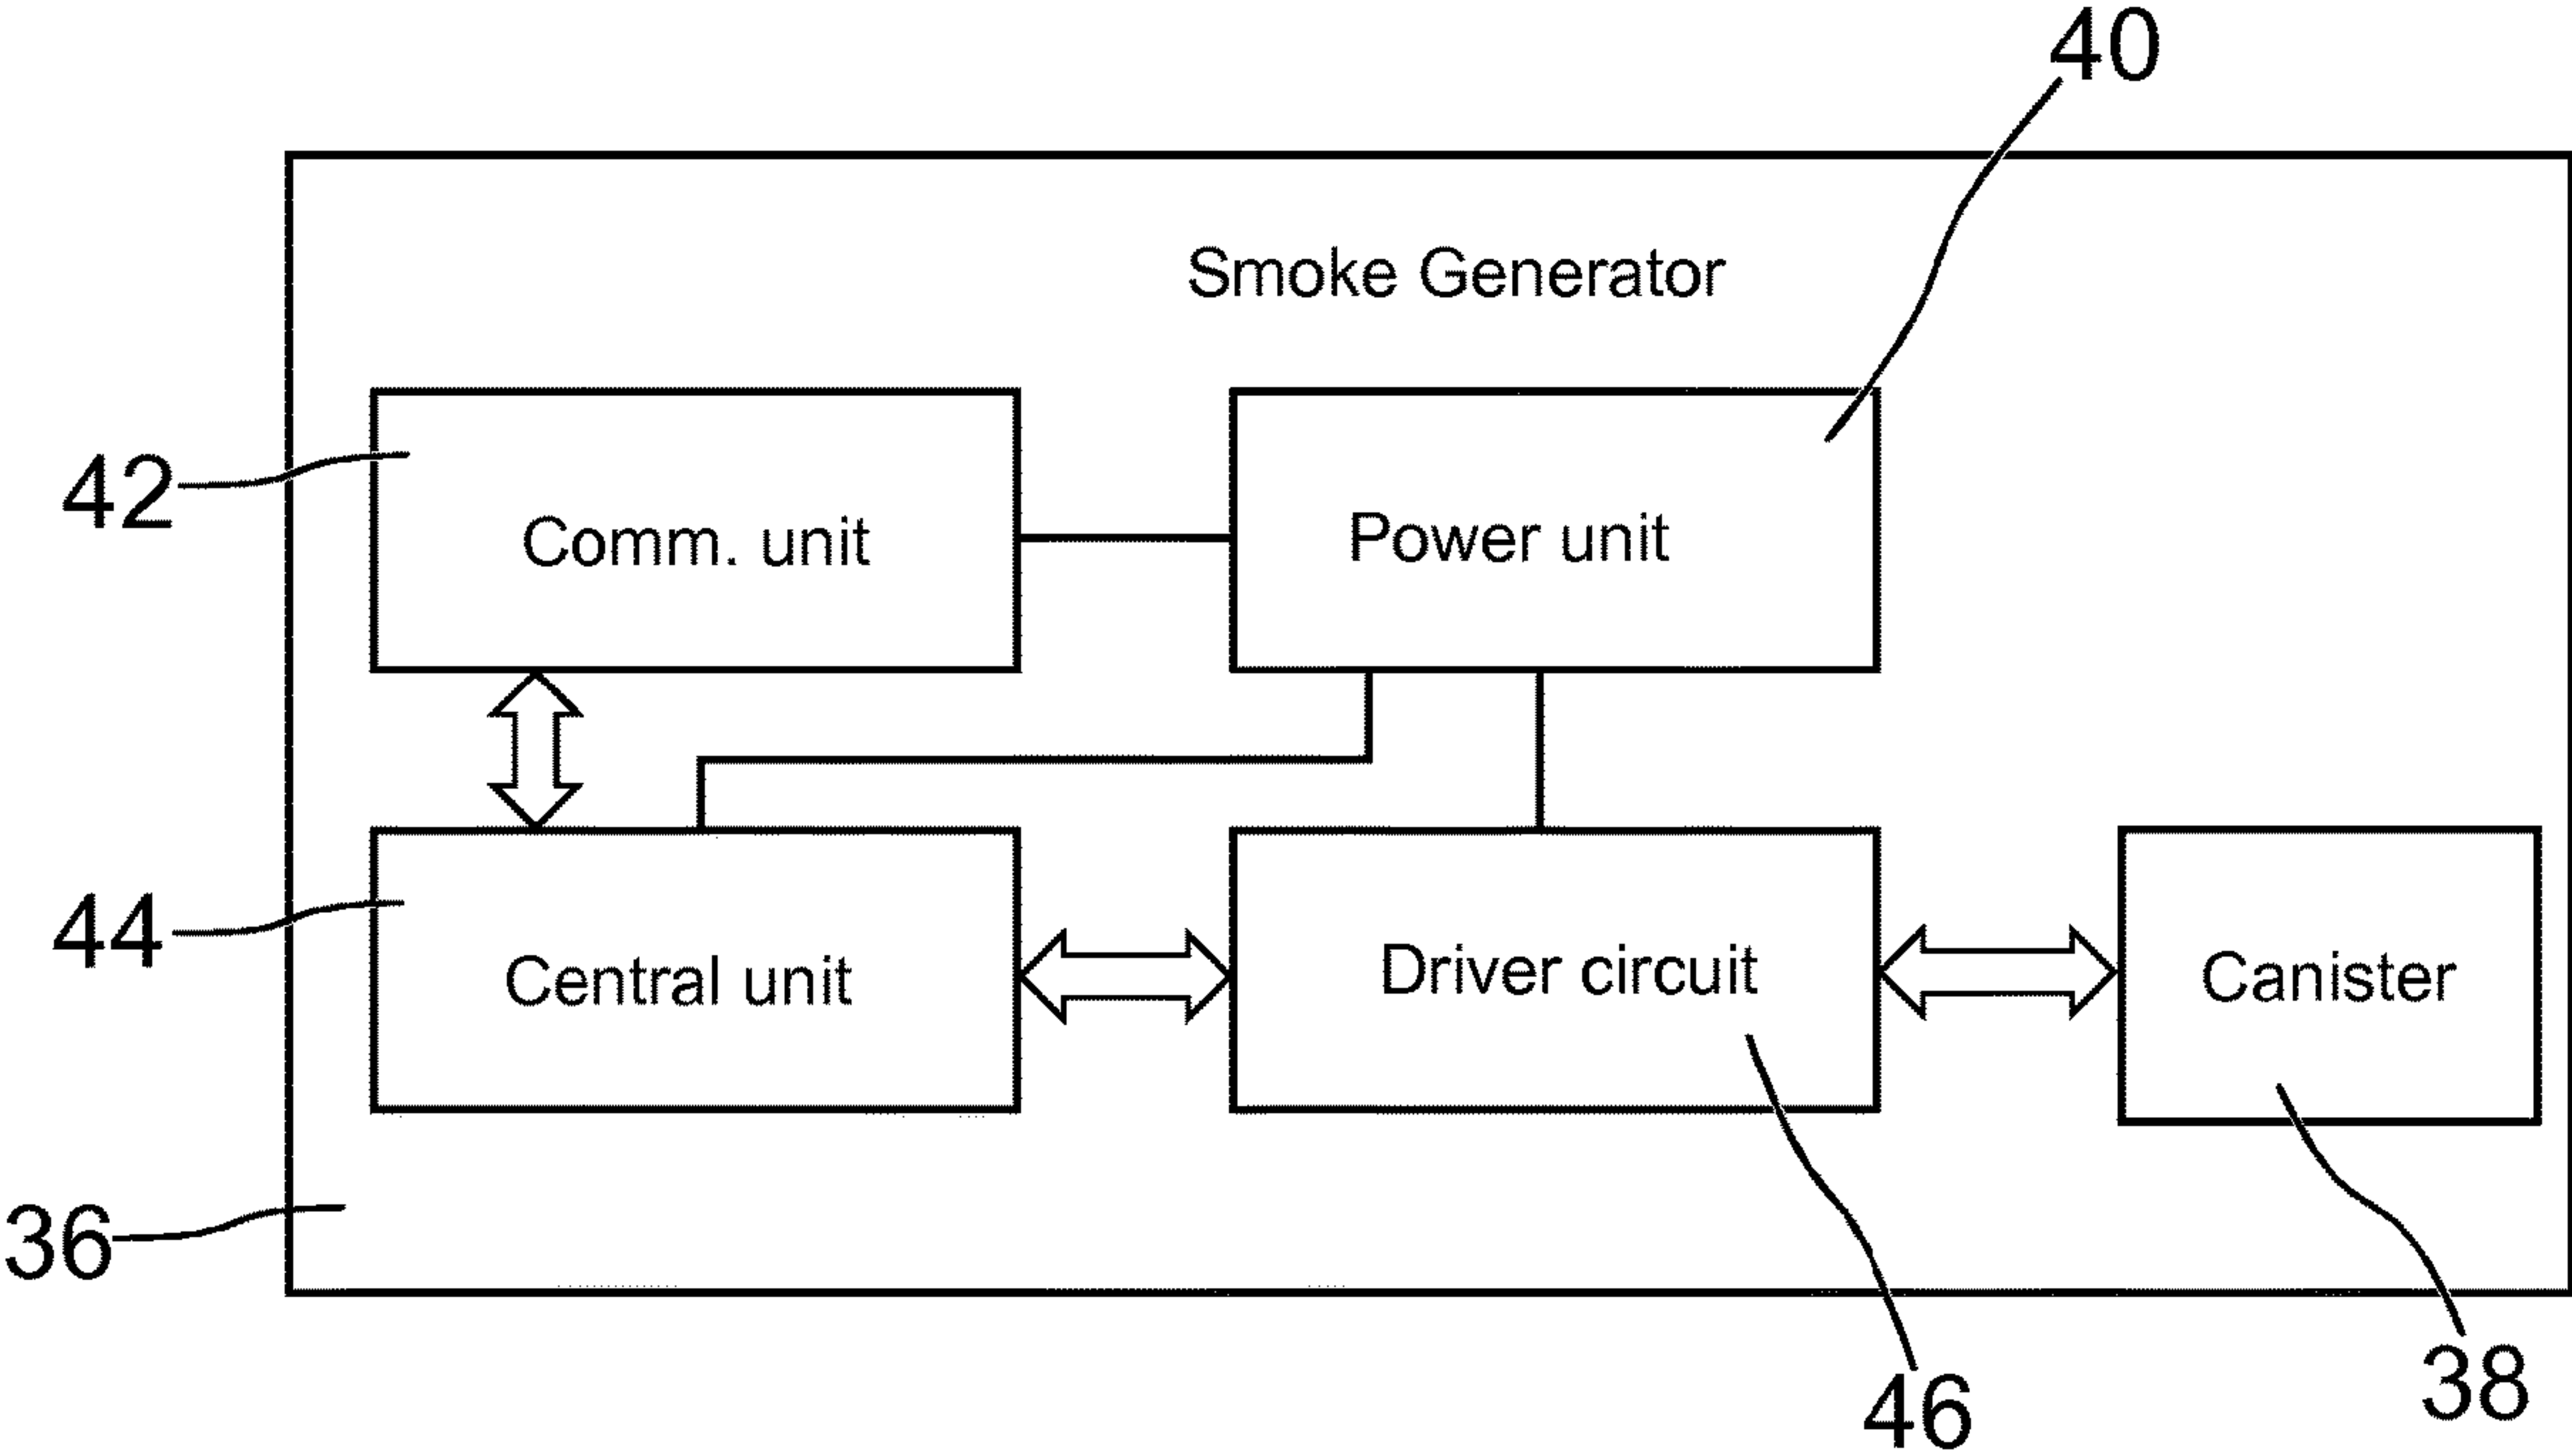 40
Smoke Generator
42
Comm. unit
Power unit
44
Central unit
Driver circuit
Canister
36
46
38